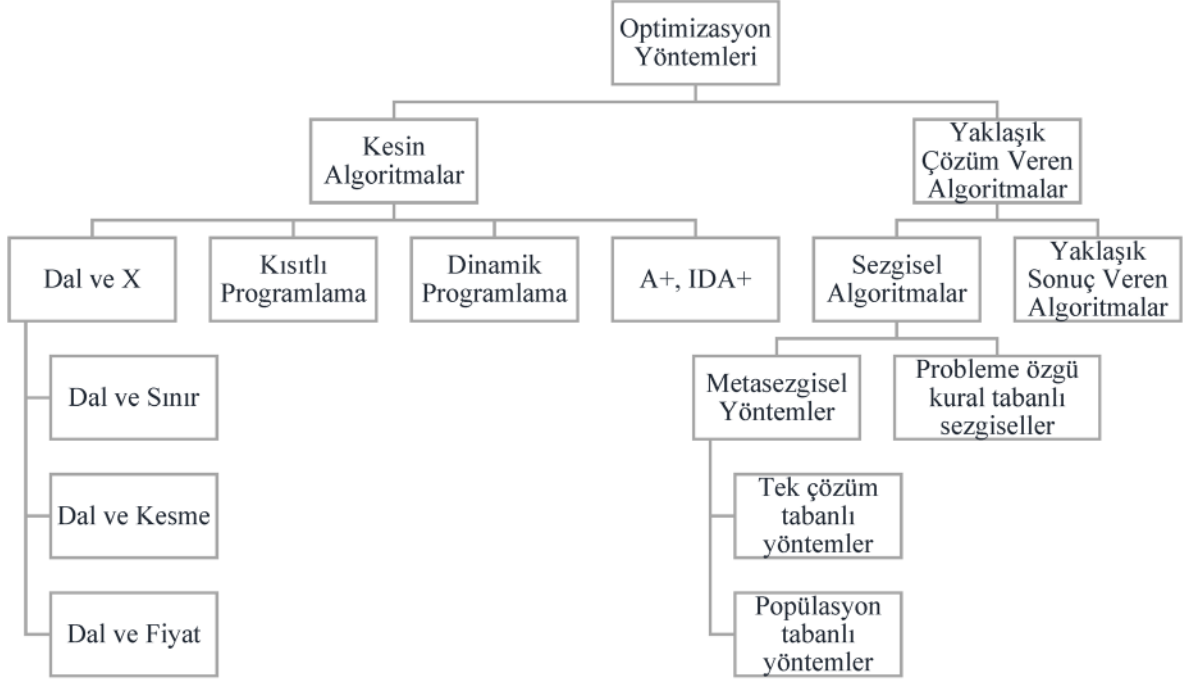 Optimizasyon
Yöntemleri
Kesin
Algoritmalar
Yaklaşık
Çözüm Veren
Algoritmalar
Dal ve X
Kısıtlı
Programlama
Dinamik
Programlama
A+, IDA+
Sezgisel
Algoritmalar
Yaklaşık
Sonuç Veren
Algoritmalar
Dal ve Sınır
Dal ve Kesme
Dal ve Fiyat
Metasezgisel
Yöntemler
Probleme özgü
kural tabanlı
sezgiseller
Tek çözüm
tabanlı
yöntemler
Popülasyon
tabanlı
yöntemler